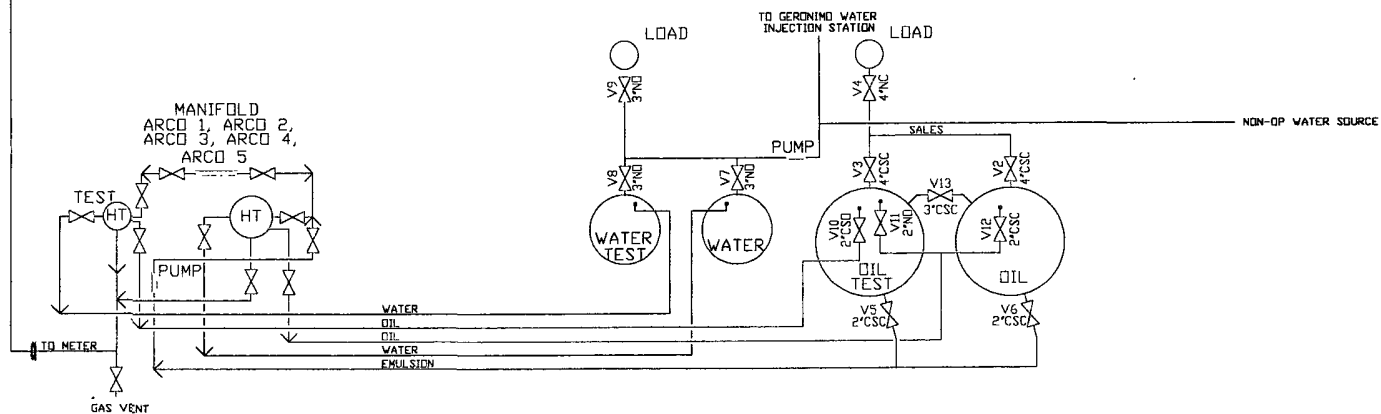 TO GERONIMO WATER
INJECTION STATION
LOAD
LOAD
V9
3"NO
V4
4"NC
NON-OP WATER SOURCE
SALES
PUMP
MANIFOLD
ARCO 1, ARCO 2,
ARCO 3, ARCO 4,
ARCO 5
V8
3"NO
V7
3"NO
V3
4"CSC
V2
4"CSC
V13
3"CSC
TEST
HT
HT
V10
2"CSO
V11
2"NO
V12
2"CSC
WATER
TEST
WATER
OIL
TEST
OIL
PUMP
WATER
OIL
OIL
WATER
EMULSION
V5
2"CSC
V6
2"CSC
TO METER
GAS VENT